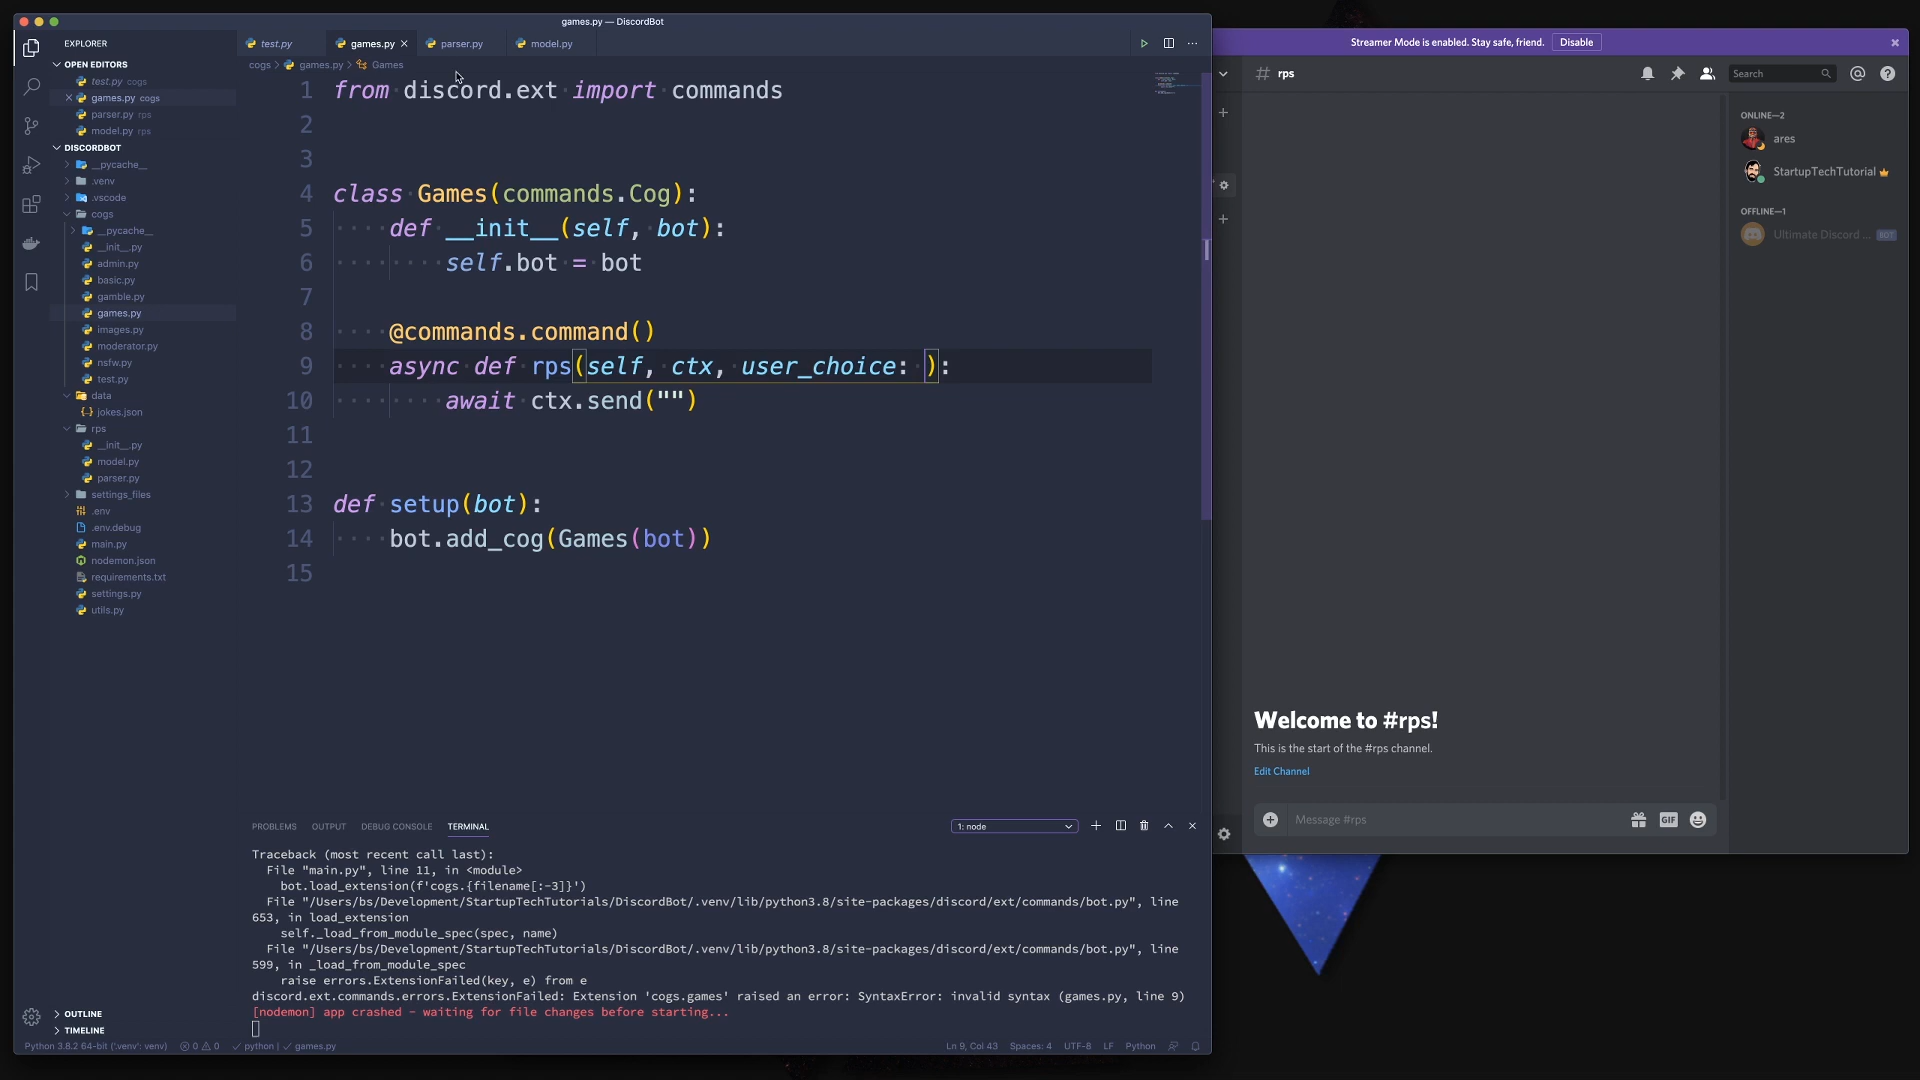 games.py — DiscordBot
EXPLORER
OPEN EDITORS
test.py cogs
games.py cogs
parser.py rps
model.py rps
DISCORDBOT
__pycache__
.venv
.vscode
cogs
__pycache__
__init__.py
admin.py
basic.py
gamble.py
games.py
images.py
moderator.py
nsfw.py
test.py
data
jokes.json
rps
__init__.py
model.py
parser.py
settings_files
.env
.env.debug
main.py
nodemon.json
requirements.txt
settings.py
utils.py
OUTLINE
TIMELINE
test.py games.py parser.py model.py
cogs > games.py > Games
1 from discord.ext import commands
2
3
4 class Games(commands.Cog):
5 def __init__(self, bot):
6 self.bot = bot
7
8 @commands.command()
9 async def rps(self, ctx, user_choice: ):
10 await ctx.send("")
11
12
13 def setup(bot):
14 bot.add_cog(Games(bot))
15
PROBLEMS OUTPUT DEBUG CONSOLE TERMINAL
1: node
Traceback (most recent call last):
File "main.py", line 11, in <module>
bot.load_extension(f'cogs.{filename[:-3]}')
File "/Users/bs/Development/StartupTechTutorials/DiscordBot/.venv/lib/python3.8/site-packages/discord/ext/commands/bot.py", line
653, in load_extension
self._load_from_module_spec(spec, name)
File "/Users/bs/Development/StartupTechTutorials/DiscordBot/.venv/lib/python3.8/site-packages/discord/ext/commands/bot.py", line
599, in _load_from_module_spec
raise errors.ExtensionFailed(key, e) from e
discord.ext.commands.errors.ExtensionFailed: Extension 'cogs.games' raised an error: SyntaxError: invalid syntax (games.py, line 9)
[nodemon] app crashed - waiting for file changes before starting...
Python 3.8.2 64-bit ('.venv': venv) 0 0 python | games.py
Ln 9, Col 43 Spaces: 4 UTF-8 LF Python
Streamer Mode is enabled. Stay safe, friend. Disable
# rps
Search
ONLINE—2
ares
StartupTechTutorial
OFFLINE—1
Ultimate Discord ... BOT
Welcome to #rps!
This is the start of the #rps channel.
Edit Channel
Message #rps
GIF